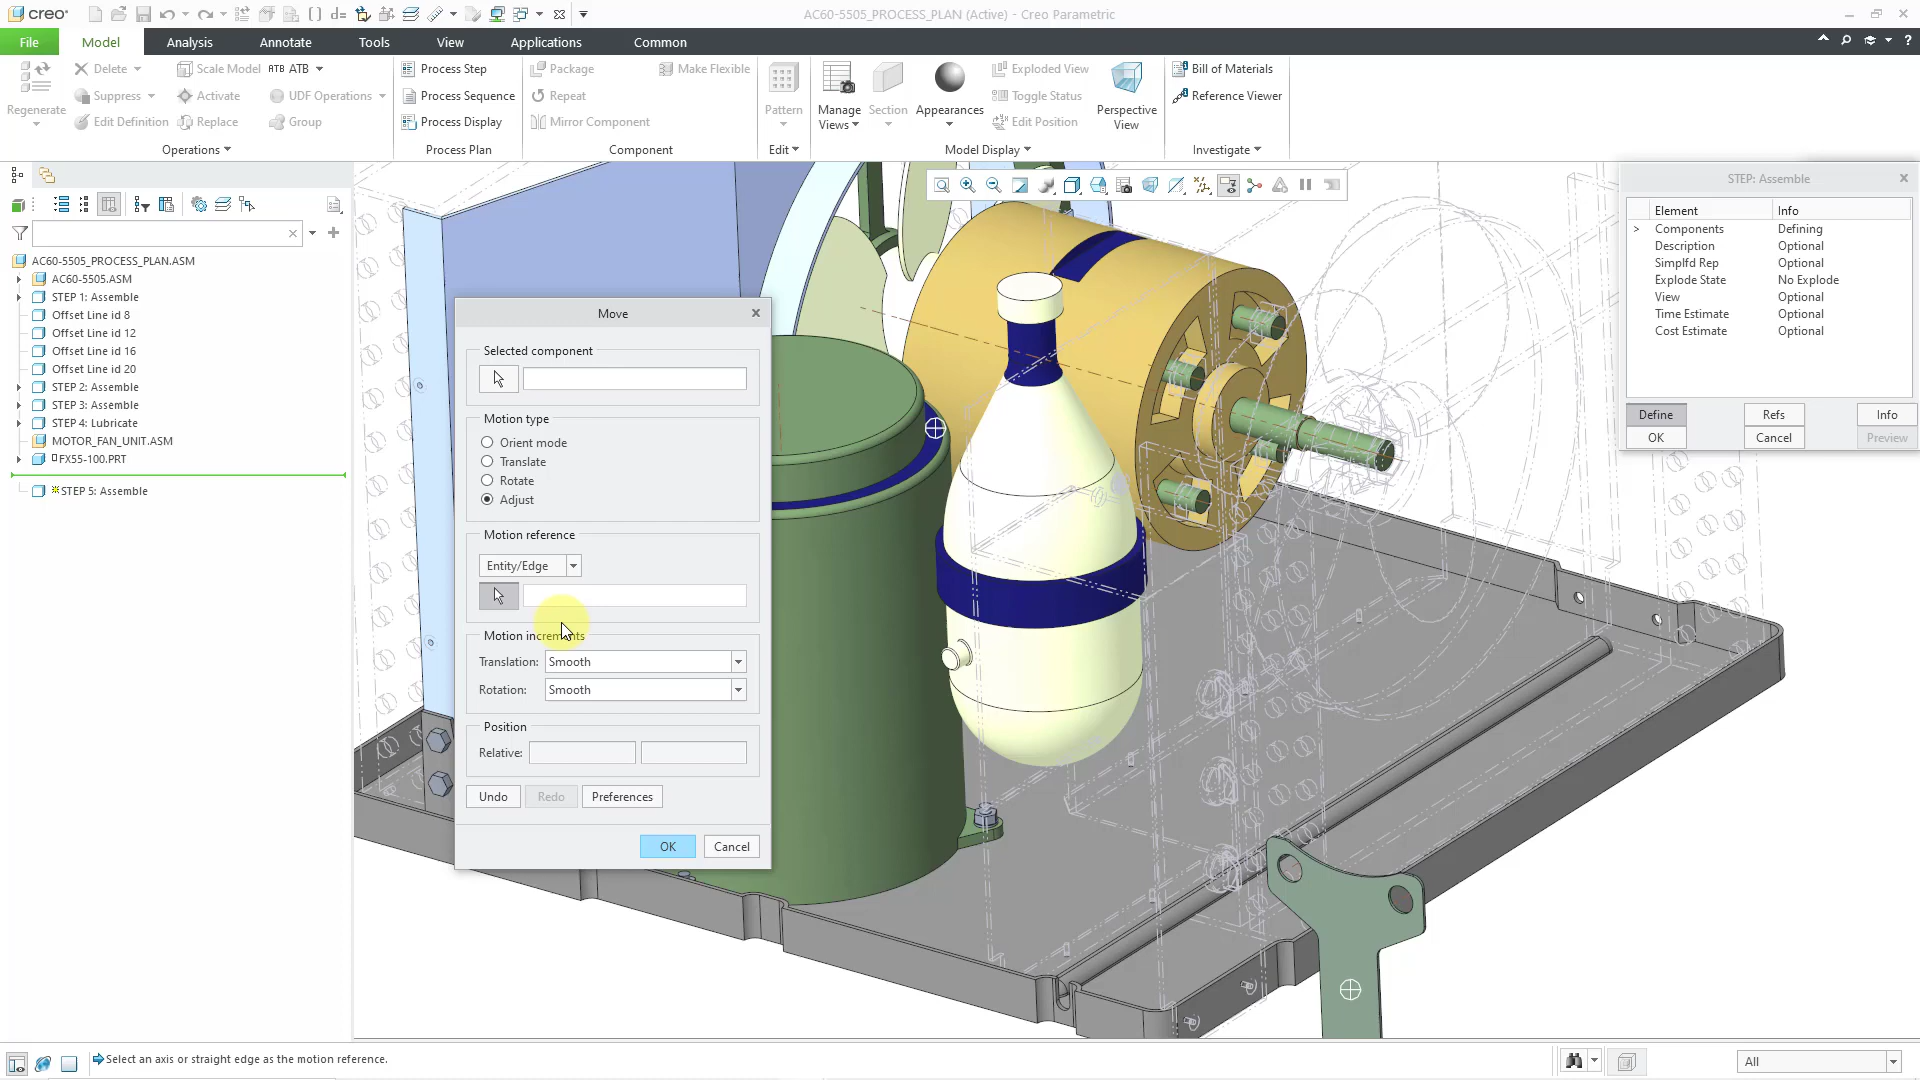 creo
AC60-5505_PROCESS_PLAN (Active) - Creo Parametric
File
Model
Analysis
Annotate
Tools
View
Applications
Common
Regenerate
Delete
Suppress
Edit Definition
Scale Model
Activate
Replace
ATB ATB
UDF Operations
Group
Operations
Process Step
Process Sequence
Process Display
Process Plan
Package
Repeat
Mirror Component
Make Flexible
Component
Pattern
Edit
Manage
Views
Section
Appearances
Exploded View
Toggle Status
Edit Position
Perspective
View
Model Display
Bill of Materials
Reference Viewer
Investigate
AC60-5505_PROCESS_PLAN.ASM
AC60-5505.ASM
STEP 1: Assemble
Offset Line id 8
Offset Line id 12
Offset Line id 16
Offset Line id 20
STEP 2: Assemble
STEP 3: Assemble
STEP 4: Lubricate
MOTOR_FAN_UNIT.ASM
FX55-100.PRT
STEP 5: Assemble
Move
Selected component
Motion type
Orient mode
Translate
Rotate
Adjust
Motion reference
Entity/Edge
Motion increments
Translation: Smooth
Rotation: Smooth
Position
Relative:
Undo
Redo
Preferences
OK
Cancel
STEP: Assemble
Element Info
> Components Defining
Description Optional
Simplfd Rep Optional
Explode State No Explode
View Optional
Time Estimate Optional
Cost Estimate Optional
Define
Refs
Info
OK
Cancel
Preview
Select an axis or straight edge as the motion reference.
All